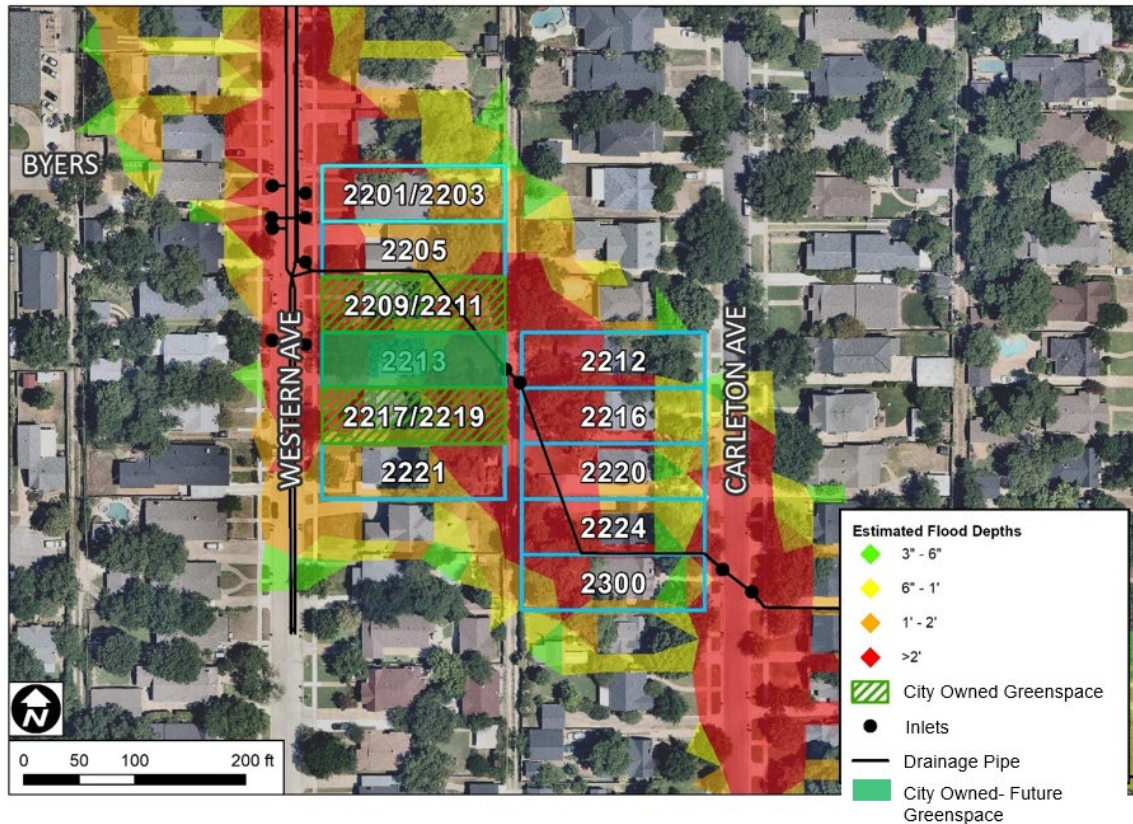 BYERS
WESTERN AVE
CARLETON AVE
2201/2203
2205
2209/2211
2213
2217/2219
2221
2212
2216
2220
2224
2300
N
0 50 100 200 ft
Estimated Flood Depths
3" - 6"
6" - 1'
1' - 2'
>2'
City Owned Greenspace
Inlets
Drainage Pipe
City Owned- Future
Greenspace